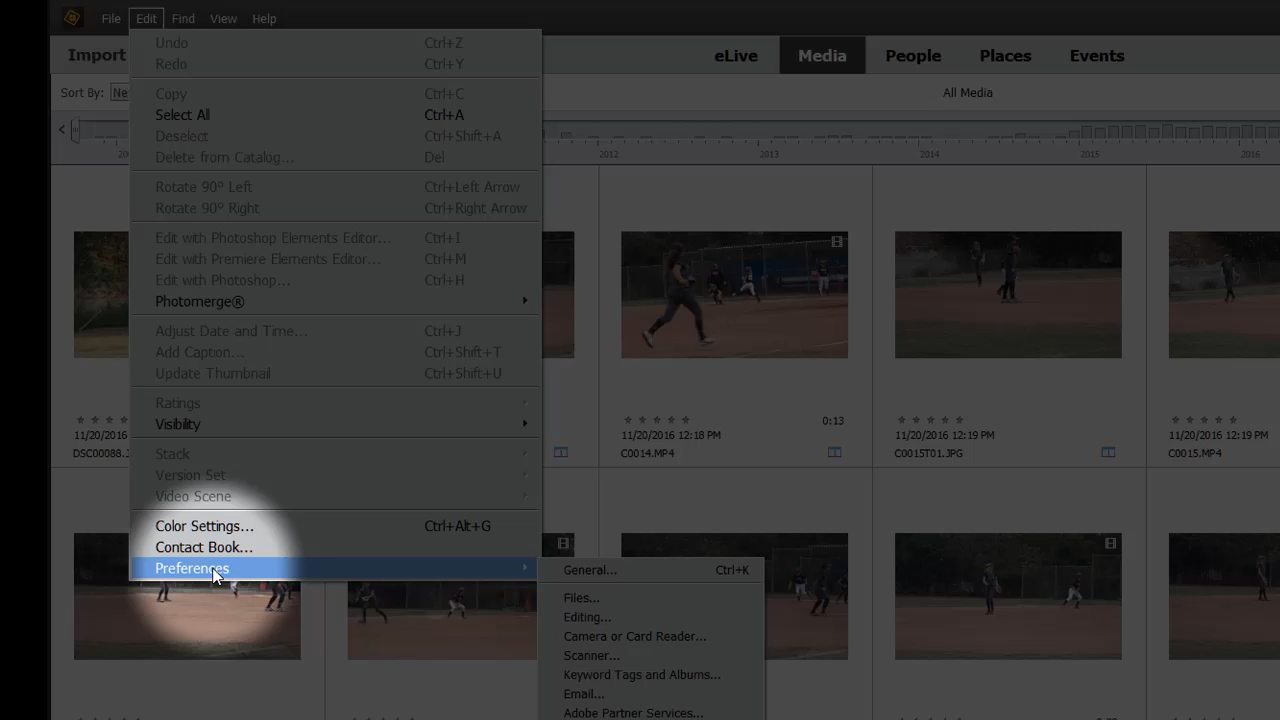 File Edit Find View Help
Import eLive Media People Places Events
Sort By: Ne All Media
2012 2013 2014 2015 2016
Undo Ctrl+Z
Redo Ctrl+Y
Copy Ctrl+C
Select All Ctrl+A
Deselect Ctrl+Shift+A
Delete from Catalog... Del
Rotate 90° Left Ctrl+Left Arrow
Rotate 90° Right Ctrl+Right Arrow
Edit with Photoshop Elements Editor... Ctrl+I
Edit with Premiere Elements Editor... Ctrl+M
Edit with Photoshop... Ctrl+H
Photomerge®
Adjust Date and Time... Ctrl+J
Add Caption... Ctrl+Shift+T
Update Thumbnail Ctrl+Shift+U
Ratings
Visibility
Stack
Version Set
Video Scene
Color Settings... Ctrl+Alt+G
Contact Book...
Preferences
General... Ctrl+K
Files...
Editing...
Camera or Card Reader...
Scanner...
Keyword Tags and Albums...
Email...
Adobe Partner Services...
0:13
11/20/2016 11/20/2016 12:18 PM 11/20/2016 12:19 PM 11/20/2016 12:19 PM
DSC00088.J C0014.MP4 C0015T01.JPG C0015.MP4